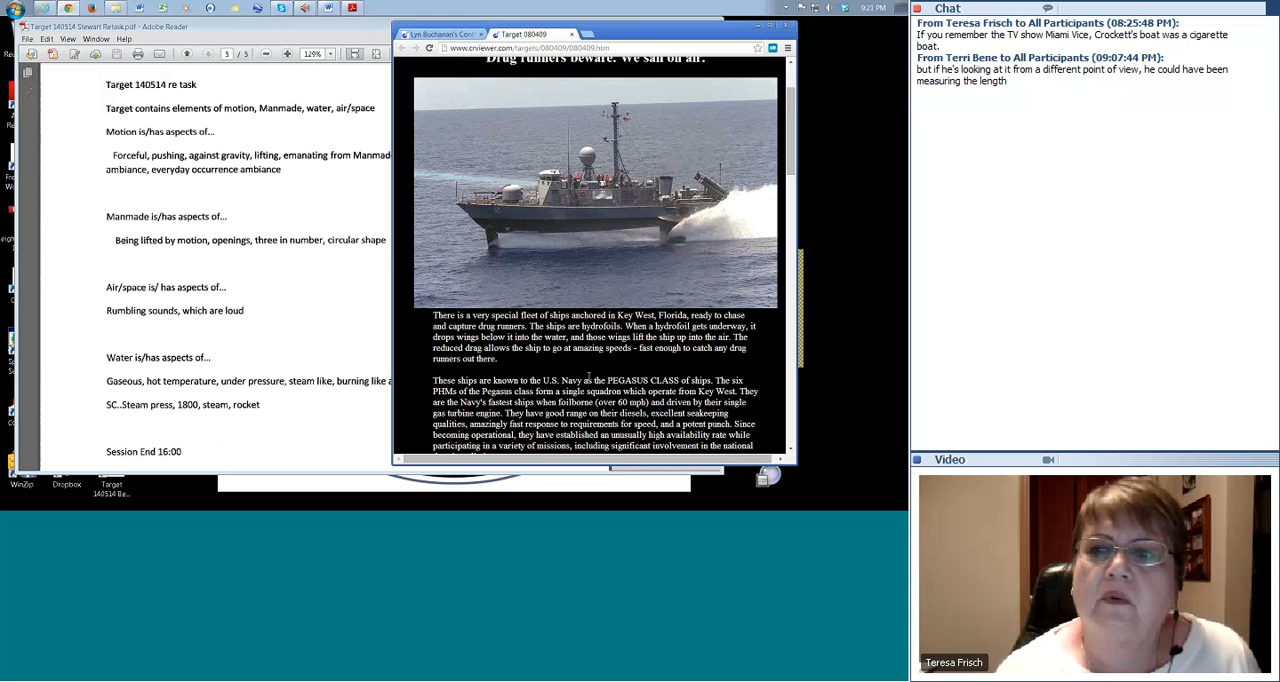 9:21 PM
Target 140514 Stewart Retask.pdf - Adobe Reader
File Edit View Window Help
5 / 5
129%
Target 140514 re task
Target contains elements of motion, Manmade, water, air/space
Motion is/has aspects of...
Forceful, pushing, against gravity, lifting, emanating from Manmad
ambiance, everyday occurrence ambiance
Manmade is/has aspects of...
Being lifted by motion, openings, three in number, circular shape
Air/space is/ has aspects of...
Rumbling sounds, which are loud
Water is/has aspects of...
Gaseous, hot temperature, under pressure, steam like, burning like a
SC..Steam press, 1800, steam, rocket
Session End 16:00
WinZip
Dropbox
Target
140514 Be...
Lyn Buchanan's Cont
Target 080409
www.crviewer.com/targets/080409/080409.htm
Drug runners beware. We sail on air.
There is a very special fleet of ships anchored in Key West, Florida, ready to chase
and capture drug runners. The ships are hydrofoils. When a hydrofoil gets underway, it
drops wings below it into the water, and those wings lift the ship up into the air. The
reduced drag allows the ship to go at amazing speeds - fast enough to catch any drug
runners out there.
These ships are known to the U.S. Navy as the PEGASUS CLASS of ships. The six
PHMs of the Pegasus class form a single squadron which operate from Key West. They
are the Navy's fastest ships when foilborne (over 60 mph) and driven by their single
gas turbine engine. They have good range on their diesels, excellent seakeeping
qualities, amazingly fast response to requirements for speed, and a potent punch. Since
becoming operational, they have established an unusually high availability rate while
participating in a variety of missions, including significant involvement in the national
Chat
From Teresa Frisch to All Participants (08:25:48 PM):
If you remember the TV show Miami Vice, Crockett's boat was a cigarette
boat.
From Terri Bene to All Participants (09:07:44 PM):
but if he's looking at it from a different point of view, he could have been
measuring the length
Video
Teresa Frisch